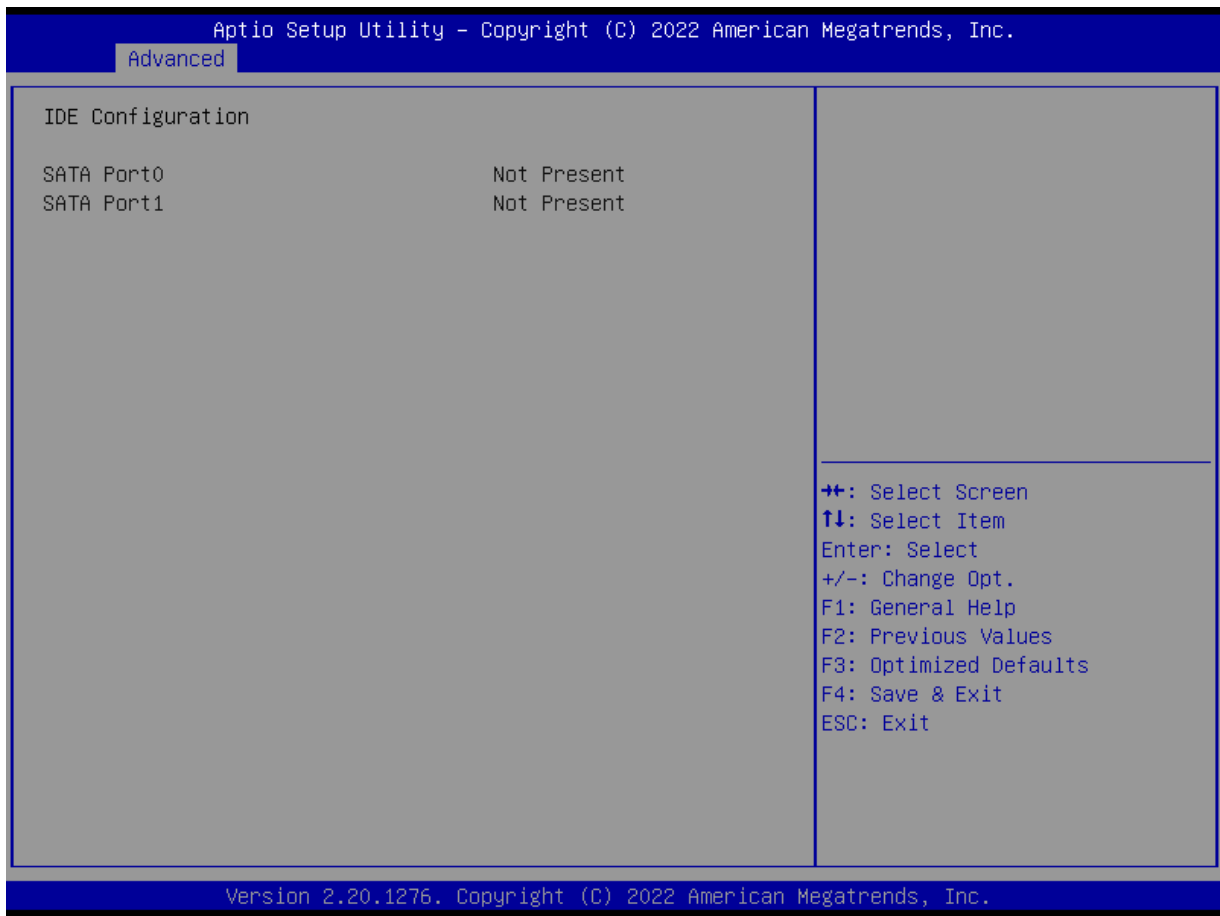 Aptio Setup Utility – Copyright (C) 2022 American Megatrends, Inc.
Advanced
IDE Configuration
SATA Port0 Not Present
SATA Port1 Not Present
→←: Select Screen
↑↓: Select Item
Enter: Select
+/-: Change Opt.
F1: General Help
F2: Previous Values
F3: Optimized Defaults
F4: Save & Exit
ESC: Exit
Version 2.20.1276. Copyright (C) 2022 American Megatrends, Inc.